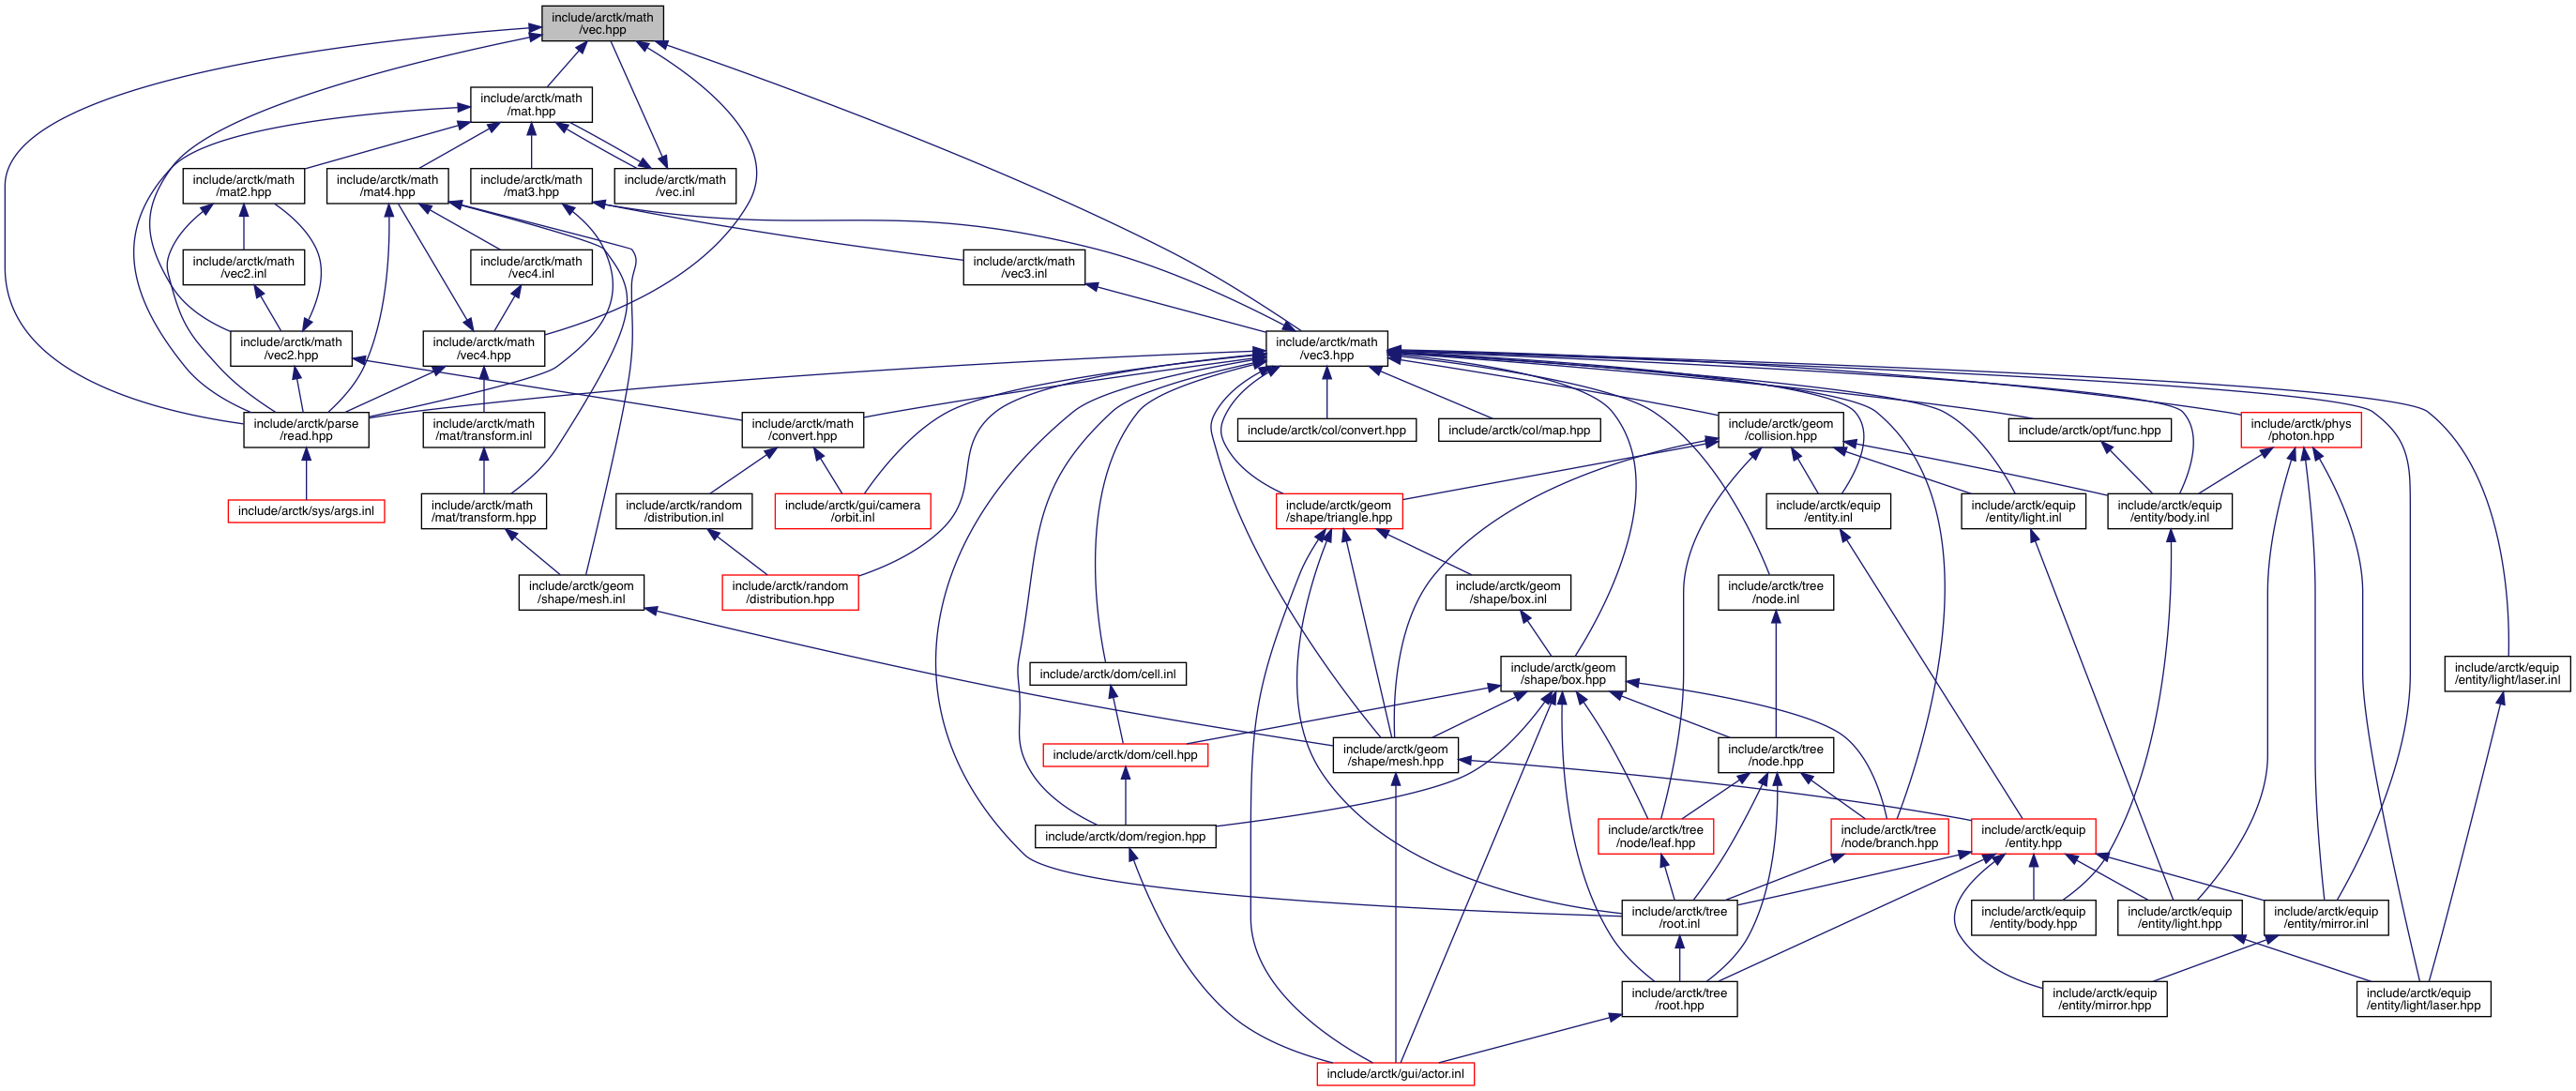 include/arctk/math
/vec.hpp
include/arctk/math
/mat.hpp
include/arctk/math
/mat2.hpp
include/arctk/math
/mat4.hpp
include/arctk/math
/mat3.hpp
include/arctk/math
/vec.inl
include/arctk/math
/vec2.inl
include/arctk/math
/vec4.inl
include/arctk/math
/vec3.inl
include/arctk/math
/vec2.hpp
include/arctk/math
/vec4.hpp
include/arctk/math
/vec3.hpp
include/arctk/parse
/read.hpp
include/arctk/math
/mat/transform.inl
include/arctk/math
/convert.hpp
include/arctk/col/convert.hpp
include/arctk/col/map.hpp
include/arctk/geom
/collision.hpp
include/arctk/opt/func.hpp
include/arctk/phys
/photon.hpp
include/arctk/sys/args.inl
include/arctk/math
/mat/transform.hpp
include/arctk/random
/distribution.inl
include/arctk/gui/camera
/orbit.inl
include/arctk/geom
/shape/triangle.hpp
include/arctk/equip
/entity.inl
include/arctk/equip
/entity/light.inl
include/arctk/equip
/entity/body.inl
include/arctk/geom
/shape/mesh.inl
include/arctk/random
/distribution.hpp
include/arctk/geom
/shape/box.inl
include/arctk/tree
/node.inl
include/arctk/dom/cell.inl
include/arctk/geom
/shape/box.hpp
include/arctk/equip
/entity/light/laser.inl
include/arctk/dom/cell.hpp
include/arctk/geom
/shape/mesh.hpp
include/arctk/tree
/node.hpp
include/arctk/dom/region.hpp
include/arctk/tree
/node/leaf.hpp
include/arctk/tree
/node/branch.hpp
include/arctk/equip
/entity.hpp
include/arctk/tree
/root.inl
include/arctk/equip
/entity/body.hpp
include/arctk/equip
/entity/light.hpp
include/arctk/equip
/entity/mirror.inl
include/arctk/tree
/root.hpp
include/arctk/equip
/entity/mirror.hpp
include/arctk/equip
/entity/light/laser.hpp
include/arctk/gui/actor.inl